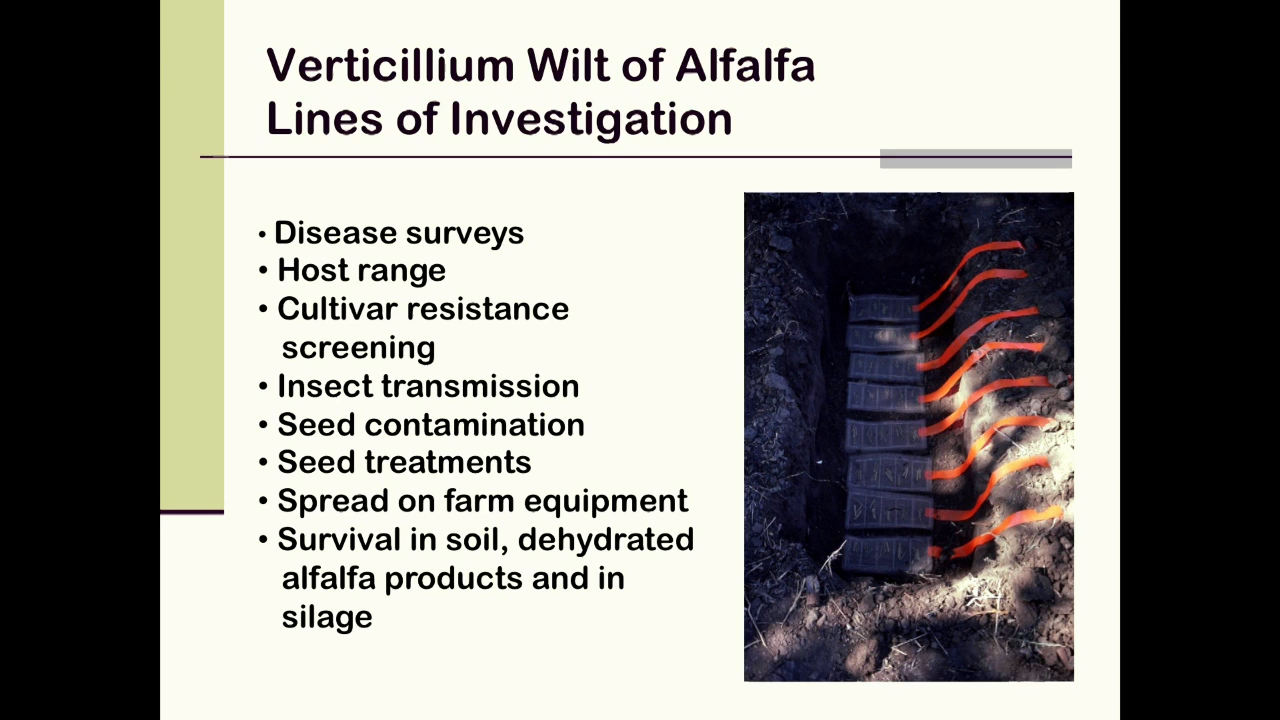 Verticillium Wilt of Alfalfa
Lines of Investigation
• Disease surveys
• Host range
• Cultivar resistance
screening
• Insect transmission
• Seed contamination
• Seed treatments
• Spread on farm equipment
• Survival in soil, dehydrated
alfalfa products and in
silage